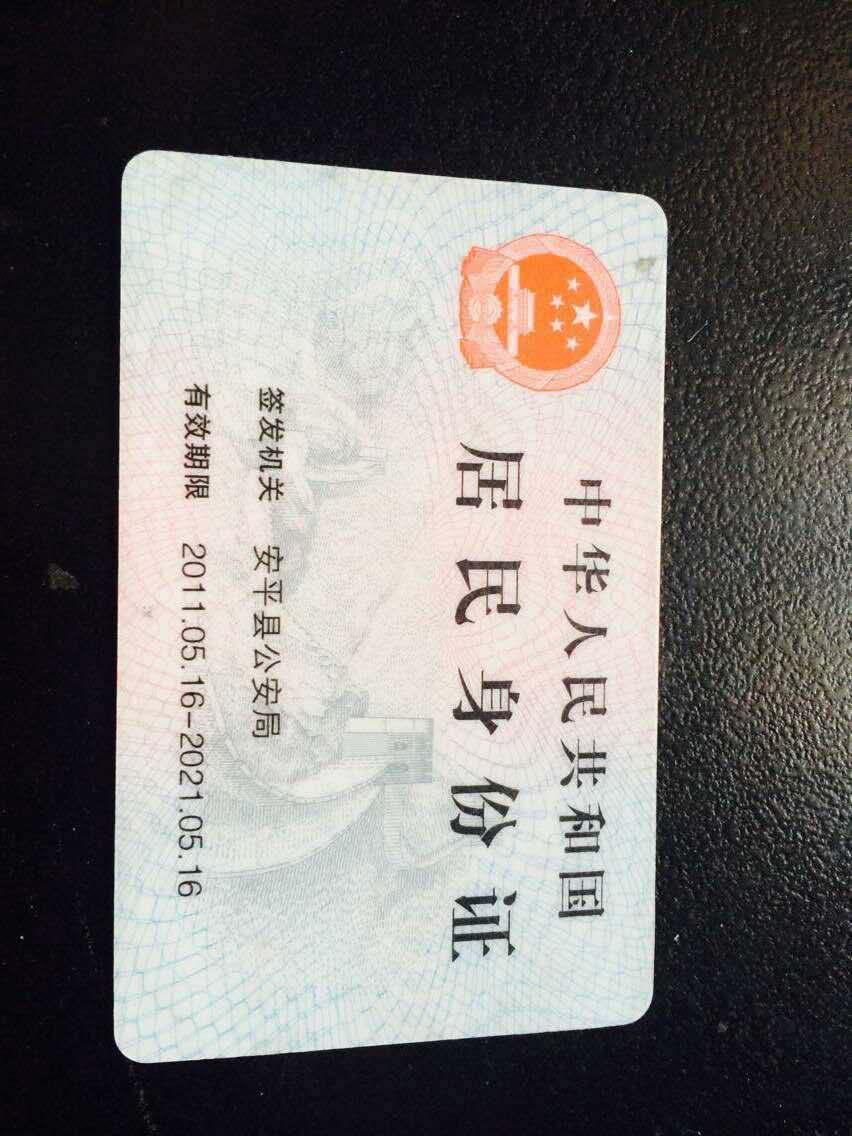 中华人民共和国
居民身份证
签发机关 安平县公安局
有效期限 2011.05.16-2021.05.16